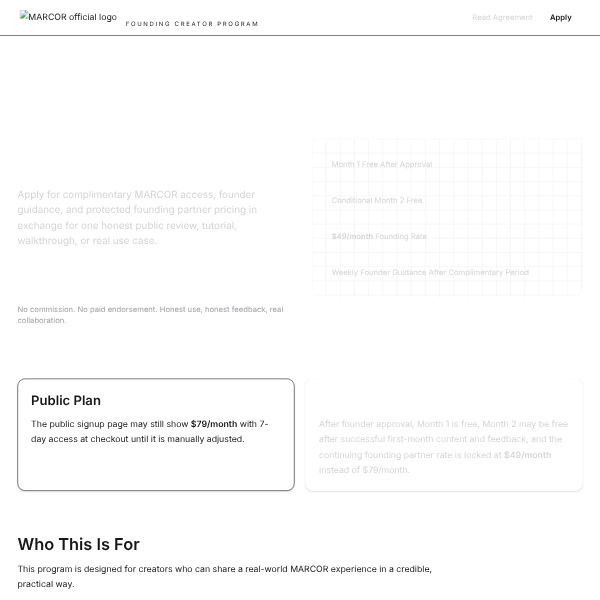 MARCOR official logo
FOUNDING CREATOR PROGRAM
Read Agreement
Apply
Apply for complimentary MARCOR access, founder
guidance, and protected founding partner pricing in
exchange for one honest public review, tutorial,
walkthrough, or real use case.
Month 1 Free After Approval
Conditional Month 2 Free
$49/month Founding Rate
Weekly Founder Guidance After Complimentary Period
No commission. No paid endorsement. Honest use, honest feedback, real
collaboration.
Public Plan
The public signup page may still show $79/month with 7-
day access at checkout until it is manually adjusted.
After founder approval, Month 1 is free, Month 2 may be free
after successful first-month content and feedback, and the
continuing founding partner rate is locked at $49/month
instead of $79/month.
Who This Is For
This program is designed for creators who can share a real-world MARCOR experience in a credible,
practical way.